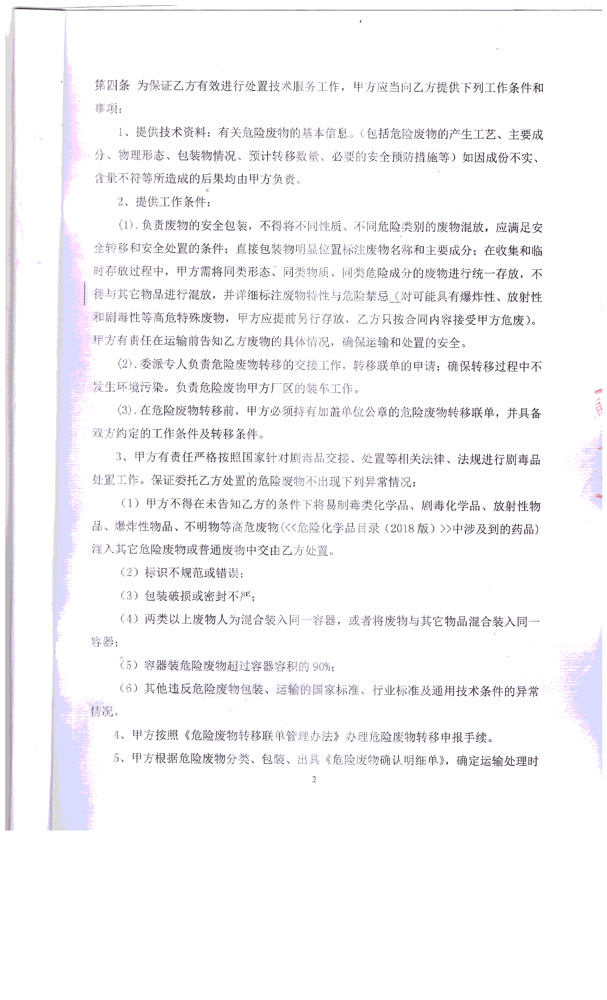 第四条 为保证乙方有效进行处置技术服务工作，甲方应当向乙方提供下列工作条件和
事项：
1、提供技术资料：有关危险废物的基本信息。（包括危险废物的产生工艺、主要成
分、物理形态、包装物情况、预计转移数量、必要的安全预防措施等）如因成份不实、
含量不符等所造成的后果均由甲方负责。
2、提供工作条件：
(1).负责废物的安全包装，不得将不同性质、不同危险类别的废物混放，应满足安
全转移和安全处置的条件；直接包装物明显位置标注废物名称和主要成分；在收集和临
时存放过程中，甲方需将同类形态、同类物质、同类危险成分的废物进行统一存放，不
得与其它物品进行混放，并详细标注废物特性与危险禁忌（对可能具有爆炸性、放射性
和剧毒性等高危特殊废物，甲方应提前另行存放，乙方只按合同内容接受甲方危废）。
甲方有责任在运输前告知乙方废物的具体情况，确保运输和处置的安全。
(2).委派专人负责危险废物转移的交接工作，转移联单的申请；确保转移过程中不
发生环境污染。负责危险废物甲方厂区的装车工作。
(3).在危险废物转移前，甲方必须持有加盖单位公章的危险废物转移联单，并具备
双方约定的工作条件及转移条件。
3、甲方有责任严格按照国家针对剧毒品交接、处置等相关法律、法规进行剧毒品
处置工作。保证委托乙方处置的危险废物不出现下列异常情况：
（1）甲方不得在未告知乙方的条件下将易制毒类化学品、剧毒化学品、放射性物
品、爆炸性物品、不明物等高危废物(<<危险化学品目录（2018 版）>>中涉及到的药品)
混入其它危险废物或普通废物中交由乙方处置。
（2）标识不规范或错误；
（3）包装破损或密封不严；
（4）两类以上废物人为混合装入同一容器，或者将废物与其它物品混合装入同一
容器；
（5）容器装危险废物超过容器容积的 90%；
（6）其他违反危险废物包装、运输的国家标准、行业标准及通用技术条件的异常
情况。
4、甲方按照《危险废物转移联单管理办法》办理危险废物转移申报手续。
5、甲方根据危险废物分类、包装、出具《危险废物确认明细单》，确定运输处理时
2